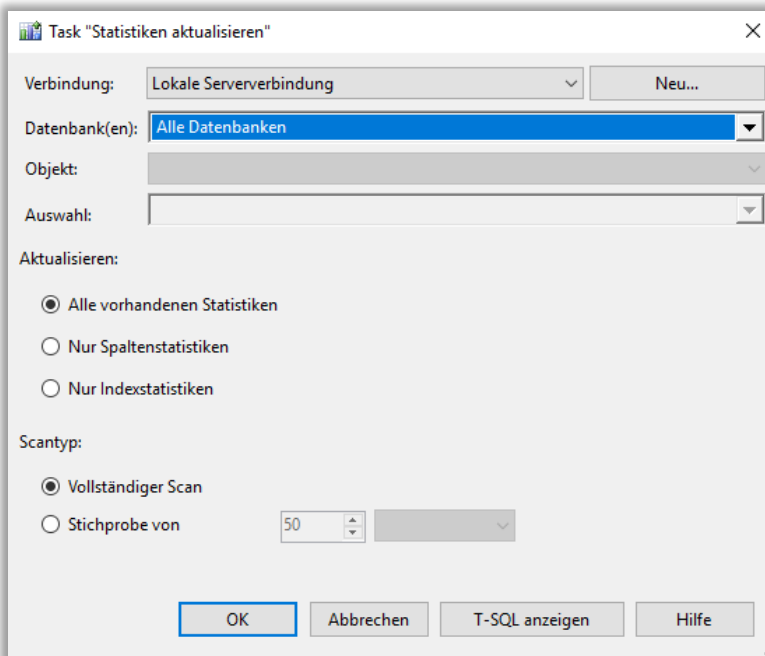 Task "Statistiken aktualisieren"
Verbindung: Lokale Serververbindung Neu...
Datenbank(en): Alle Datenbanken
Objekt:
Auswahl:
Aktualisieren:
Alle vorhandenen Statistiken
Nur Spaltenstatistiken
Nur Indexstatistiken
Scantyp:
Vollständiger Scan
Stichprobe von 50
OK Abbrechen T-SQL anzeigen Hilfe